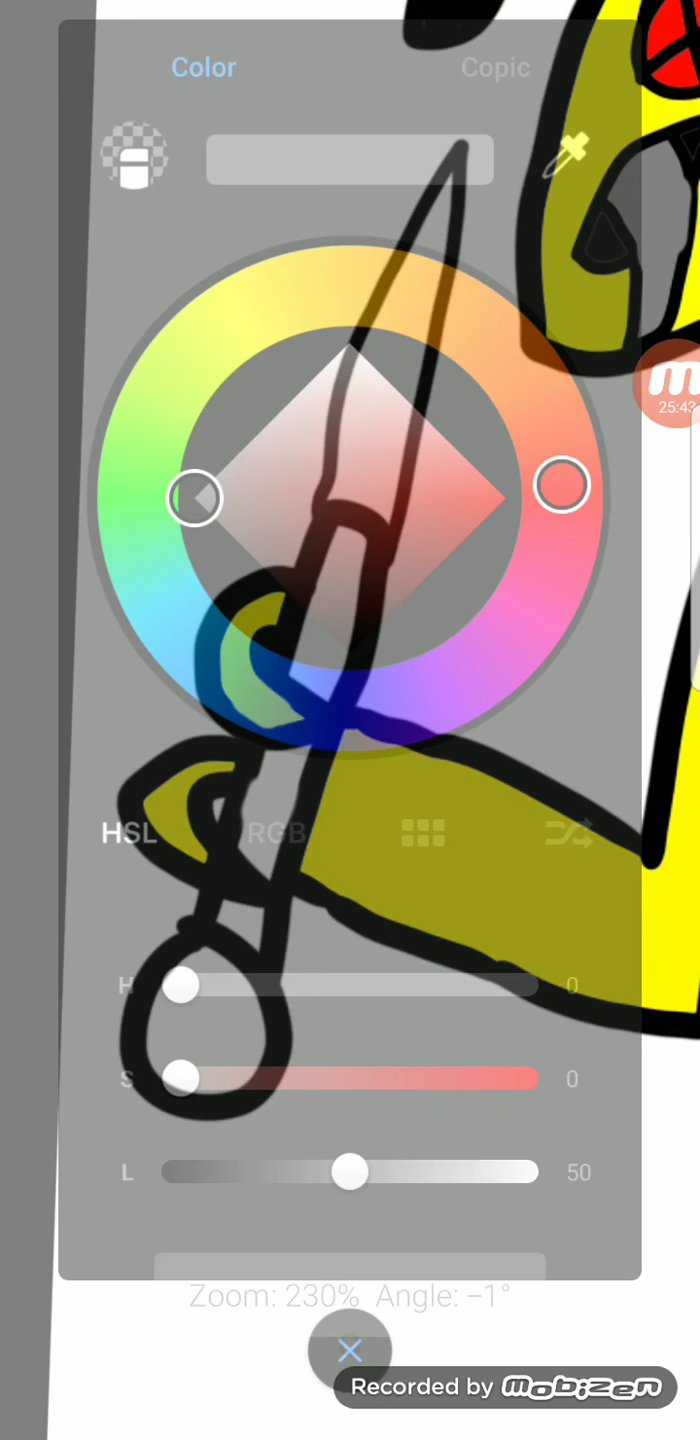 Color
Copic
25:43
HSL
RGB
H 0
S 0
L 50
Zoom: 230% Angle: −1°
Recorded by mobizen